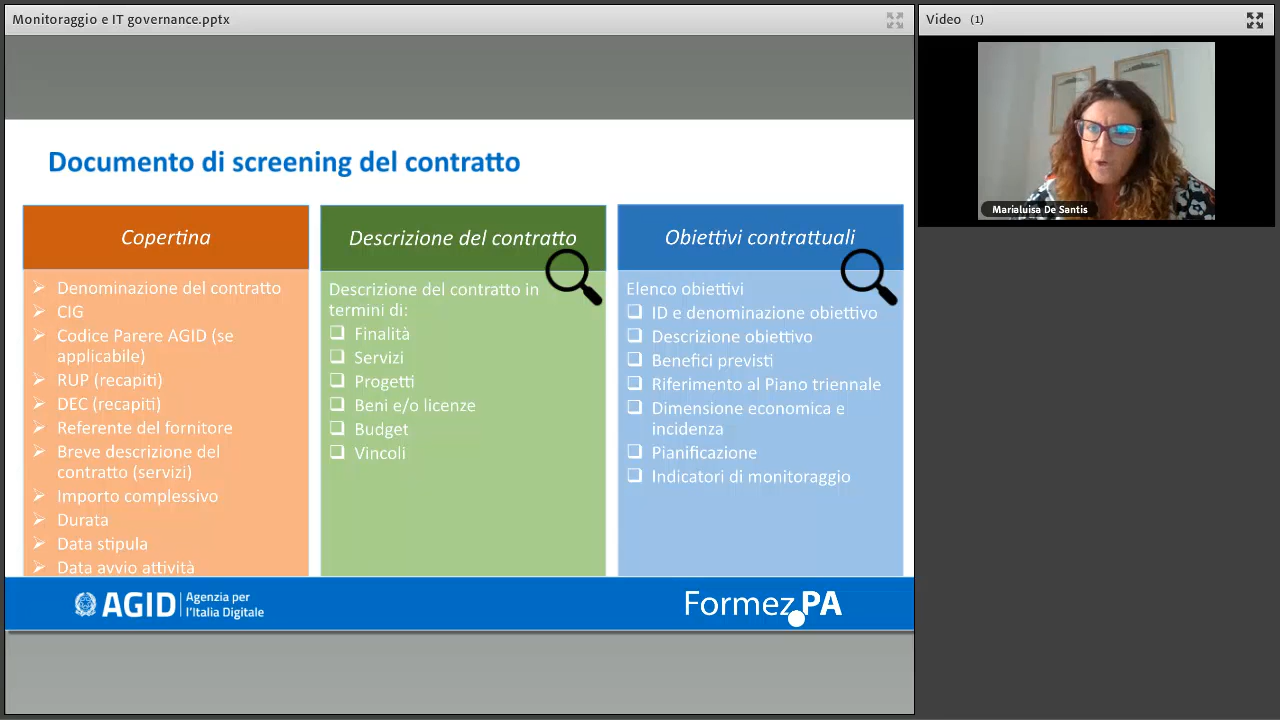 Monitoraggio e IT governance.pptx
Video (1)
Marialuisa De Santis
Documento di screening del contratto
Copertina
Denominazione del contratto
CIG
Codice Parere AGID (se
applicabile)
RUP (recapiti)
DEC (recapiti)
Referente del fornitore
Breve descrizione del
contratto (servizi)
Importo complessivo
Durata
Data stipula
Data avvio attività
Descrizione del contratto
Descrizione del contratto in
termini di:
Finalità
Servizi
Progetti
Beni e/o licenze
Budget
Vincoli
Obiettivi contrattuali
Elenco obiettivi
ID e denominazione obiettivo
Descrizione obiettivo
Benefici previsti
Riferimento al Piano triennale
Dimensione economica e
incidenza
Pianificazione
Indicatori di monitoraggio
AGID Agenzia per
l'Italia Digitale
Formez PA